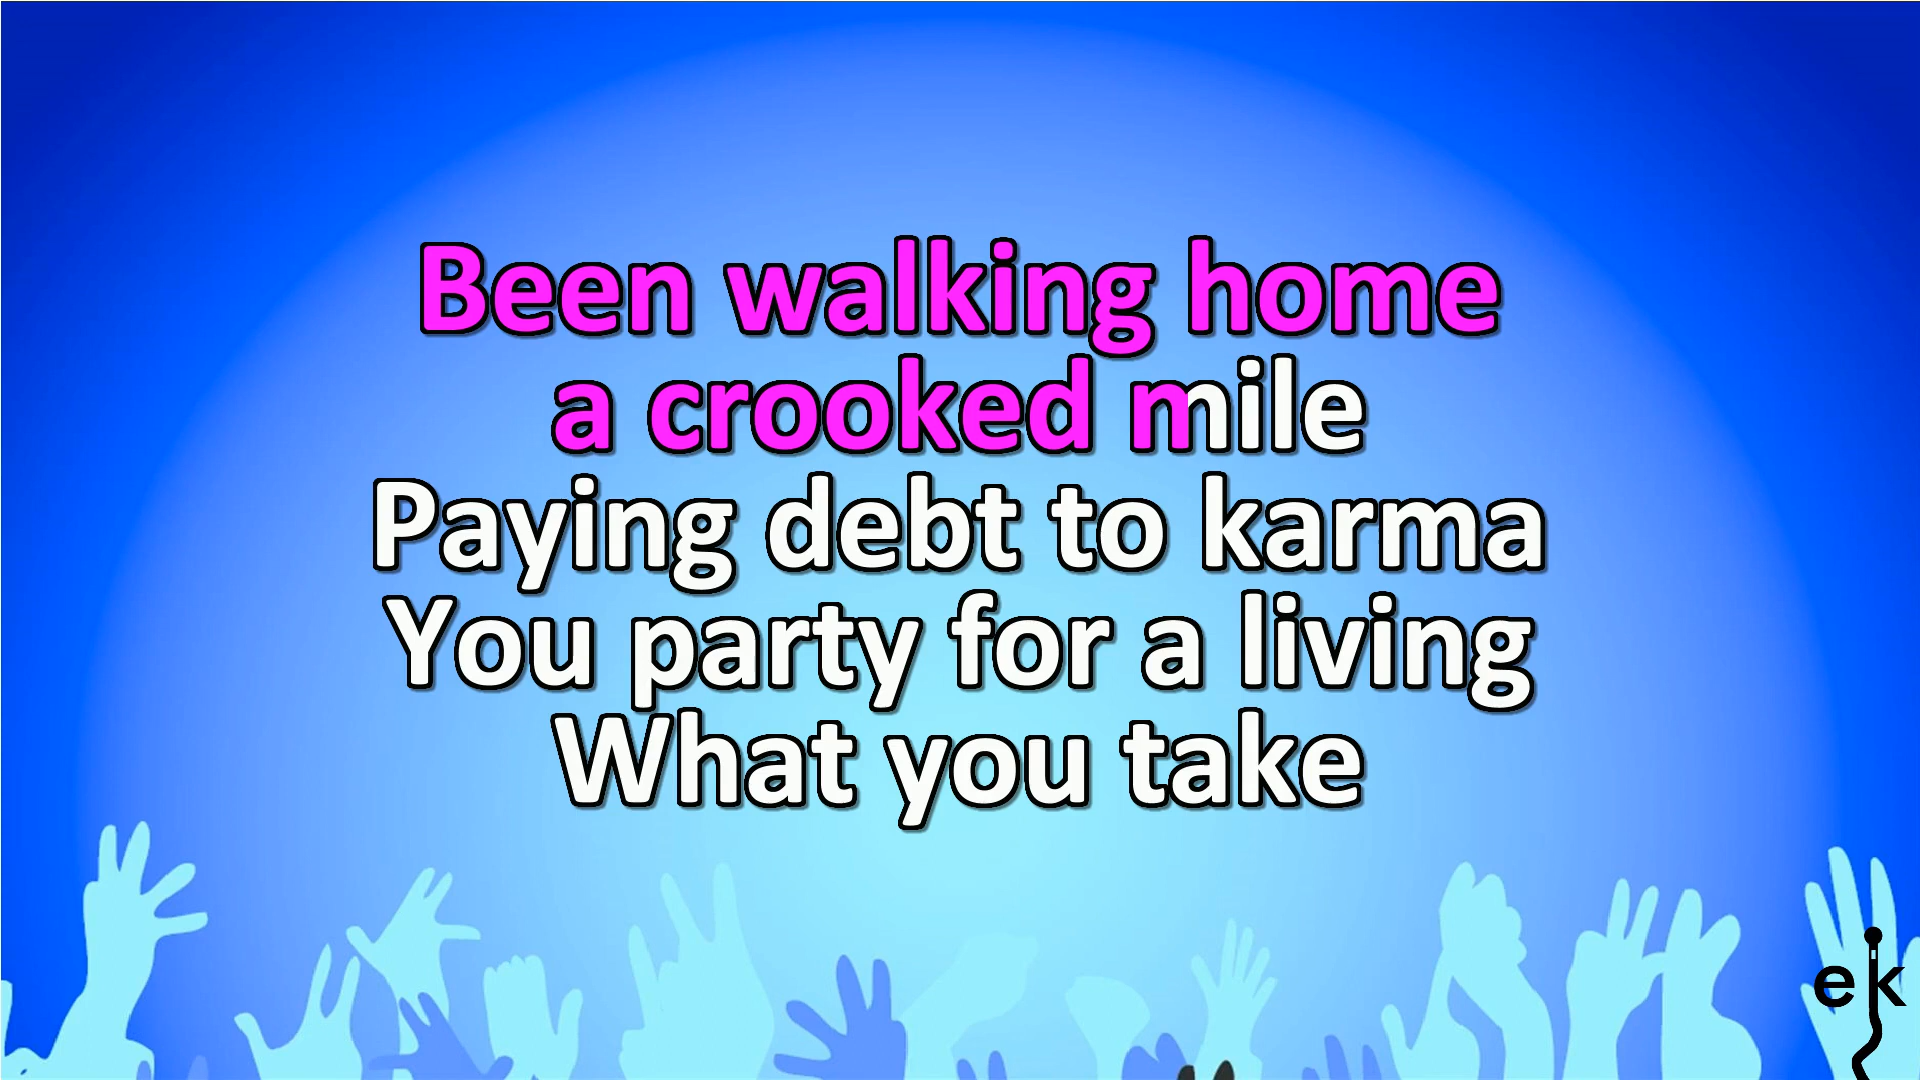 Been walking home
a crooked mile
Paying debt to karma
You party for a living
What you take
ek